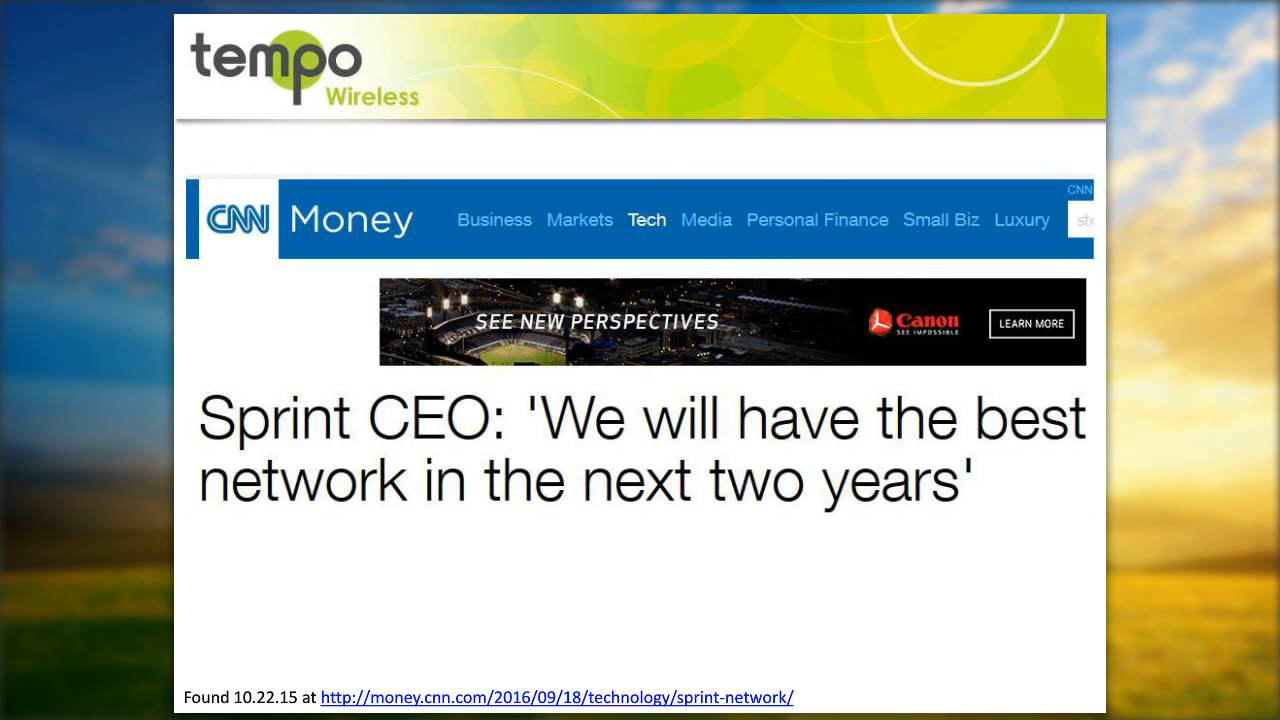 tempo
Wireless
CNN
CNN Money Business Markets Tech Media Personal Finance Small Biz Luxury
SEE NEW PERSPECTIVES Canon LEARN MORE
SEE IMPOSSIBLE
Sprint CEO: 'We will have the best
network in the next two years'
Found 10.22.15 at http://money.cnn.com/2016/09/18/technology/sprint-network/